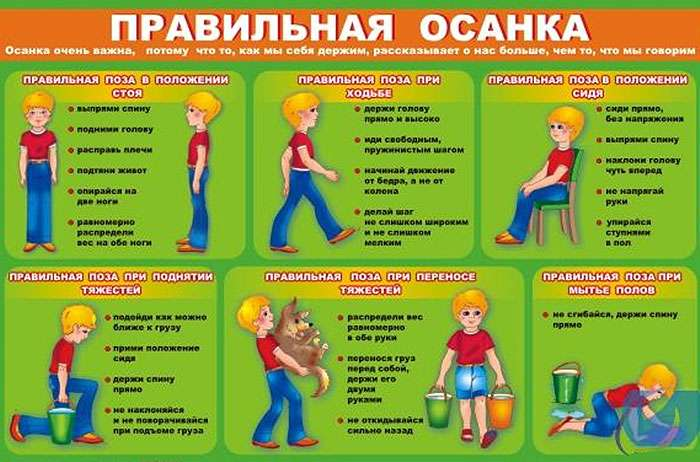 ПРАВИЛЬНАЯ ОСАНКА
Осанка очень важна, потому что то, как мы себя держим, рассказывает о нас больше, чем то, что мы говорим
ПРАВИЛЬНАЯ ПОЗА В ПОЛОЖЕНИИ
СТОЯ
• выпрями спину
• подними голову
• расправь плечи
• подтяни живот
• опирайся на
две ноги
• равномерно
распредели
вес на обе ноги
ПРАВИЛЬНАЯ ПОЗА ПРИ
ХОДЬБЕ
• держи голову
прямо и высоко
• иди свободным,
пружинистым шагом
• начинай движение
от бедра, а не от
колена
• делай шаг
не слишком широким
и не слишком
мелким
ПРАВИЛЬНАЯ ПОЗА В ПОЛОЖЕНИИ
СИДЯ
• сиди прямо,
без напряжония
• выпрями спину
• наклони голову
чуть вперед
• не напрягай
руки
• упирайся
ступнями
в пол
ПРАВИЛЬНАЯ ПОЗА ПРИ ПОДНЯТИИ
ТЯЖЕСТЕЙ
• подойди как можно
ближе к грузу
• прими положение
сидя
• держи спину
прямо
• не наклоняйся
и не поворачивайся
при подъеме груза
ПРАВИЛЬНАЯ ПОЗА ПРИ ПЕРЕНОСЕ
ТЯЖЕСТЕЙ
• распредели вес
равномерно
в обе руки
• перенося груз
перед собой,
держи его
двумя
руками
• не откидывайся
сильно назад
ПРАВИЛЬНАЯ ПОЗА ПРИ
МЫТЬЕ ПОЛОВ
• не сгибайся, держи спину
прямо